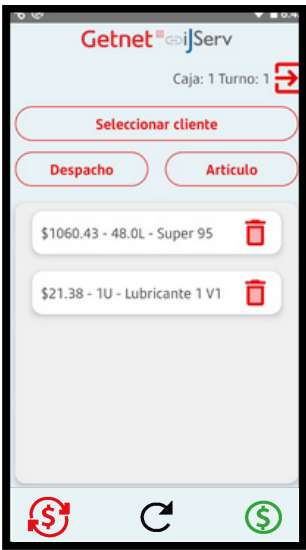 Getnet iJServ
Caja: 1 Turno: 1
Seleccionar cliente
Despacho
Artículo
$1060.43 - 48.0L - Super 95
$21.38 - 1U - Lubricante 1 V1
$
$